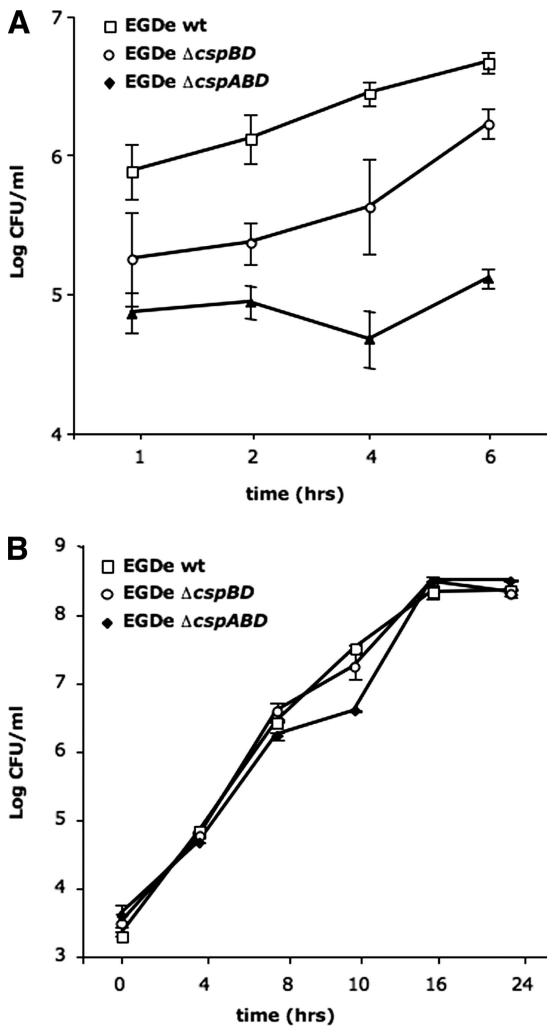 A
7
6
5
4
Log CFU/ml
EGDe wt
EGDe ΔcspBD
EGDe ΔcspABD
1 2 4 6
time (hrs)
B
9
8
7
6
5
4
3
Log CFU/ml
EGDe wt
EGDe ΔcspBD
EGDe ΔcspABD
0 4 8 10 16 24
time (hrs)